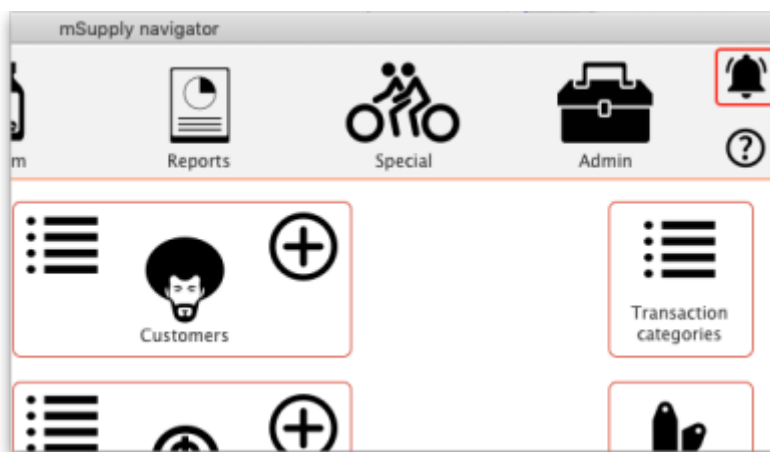 mSupply navigator
m
Reports
Special
Admin
?
Customers
Transaction
categories